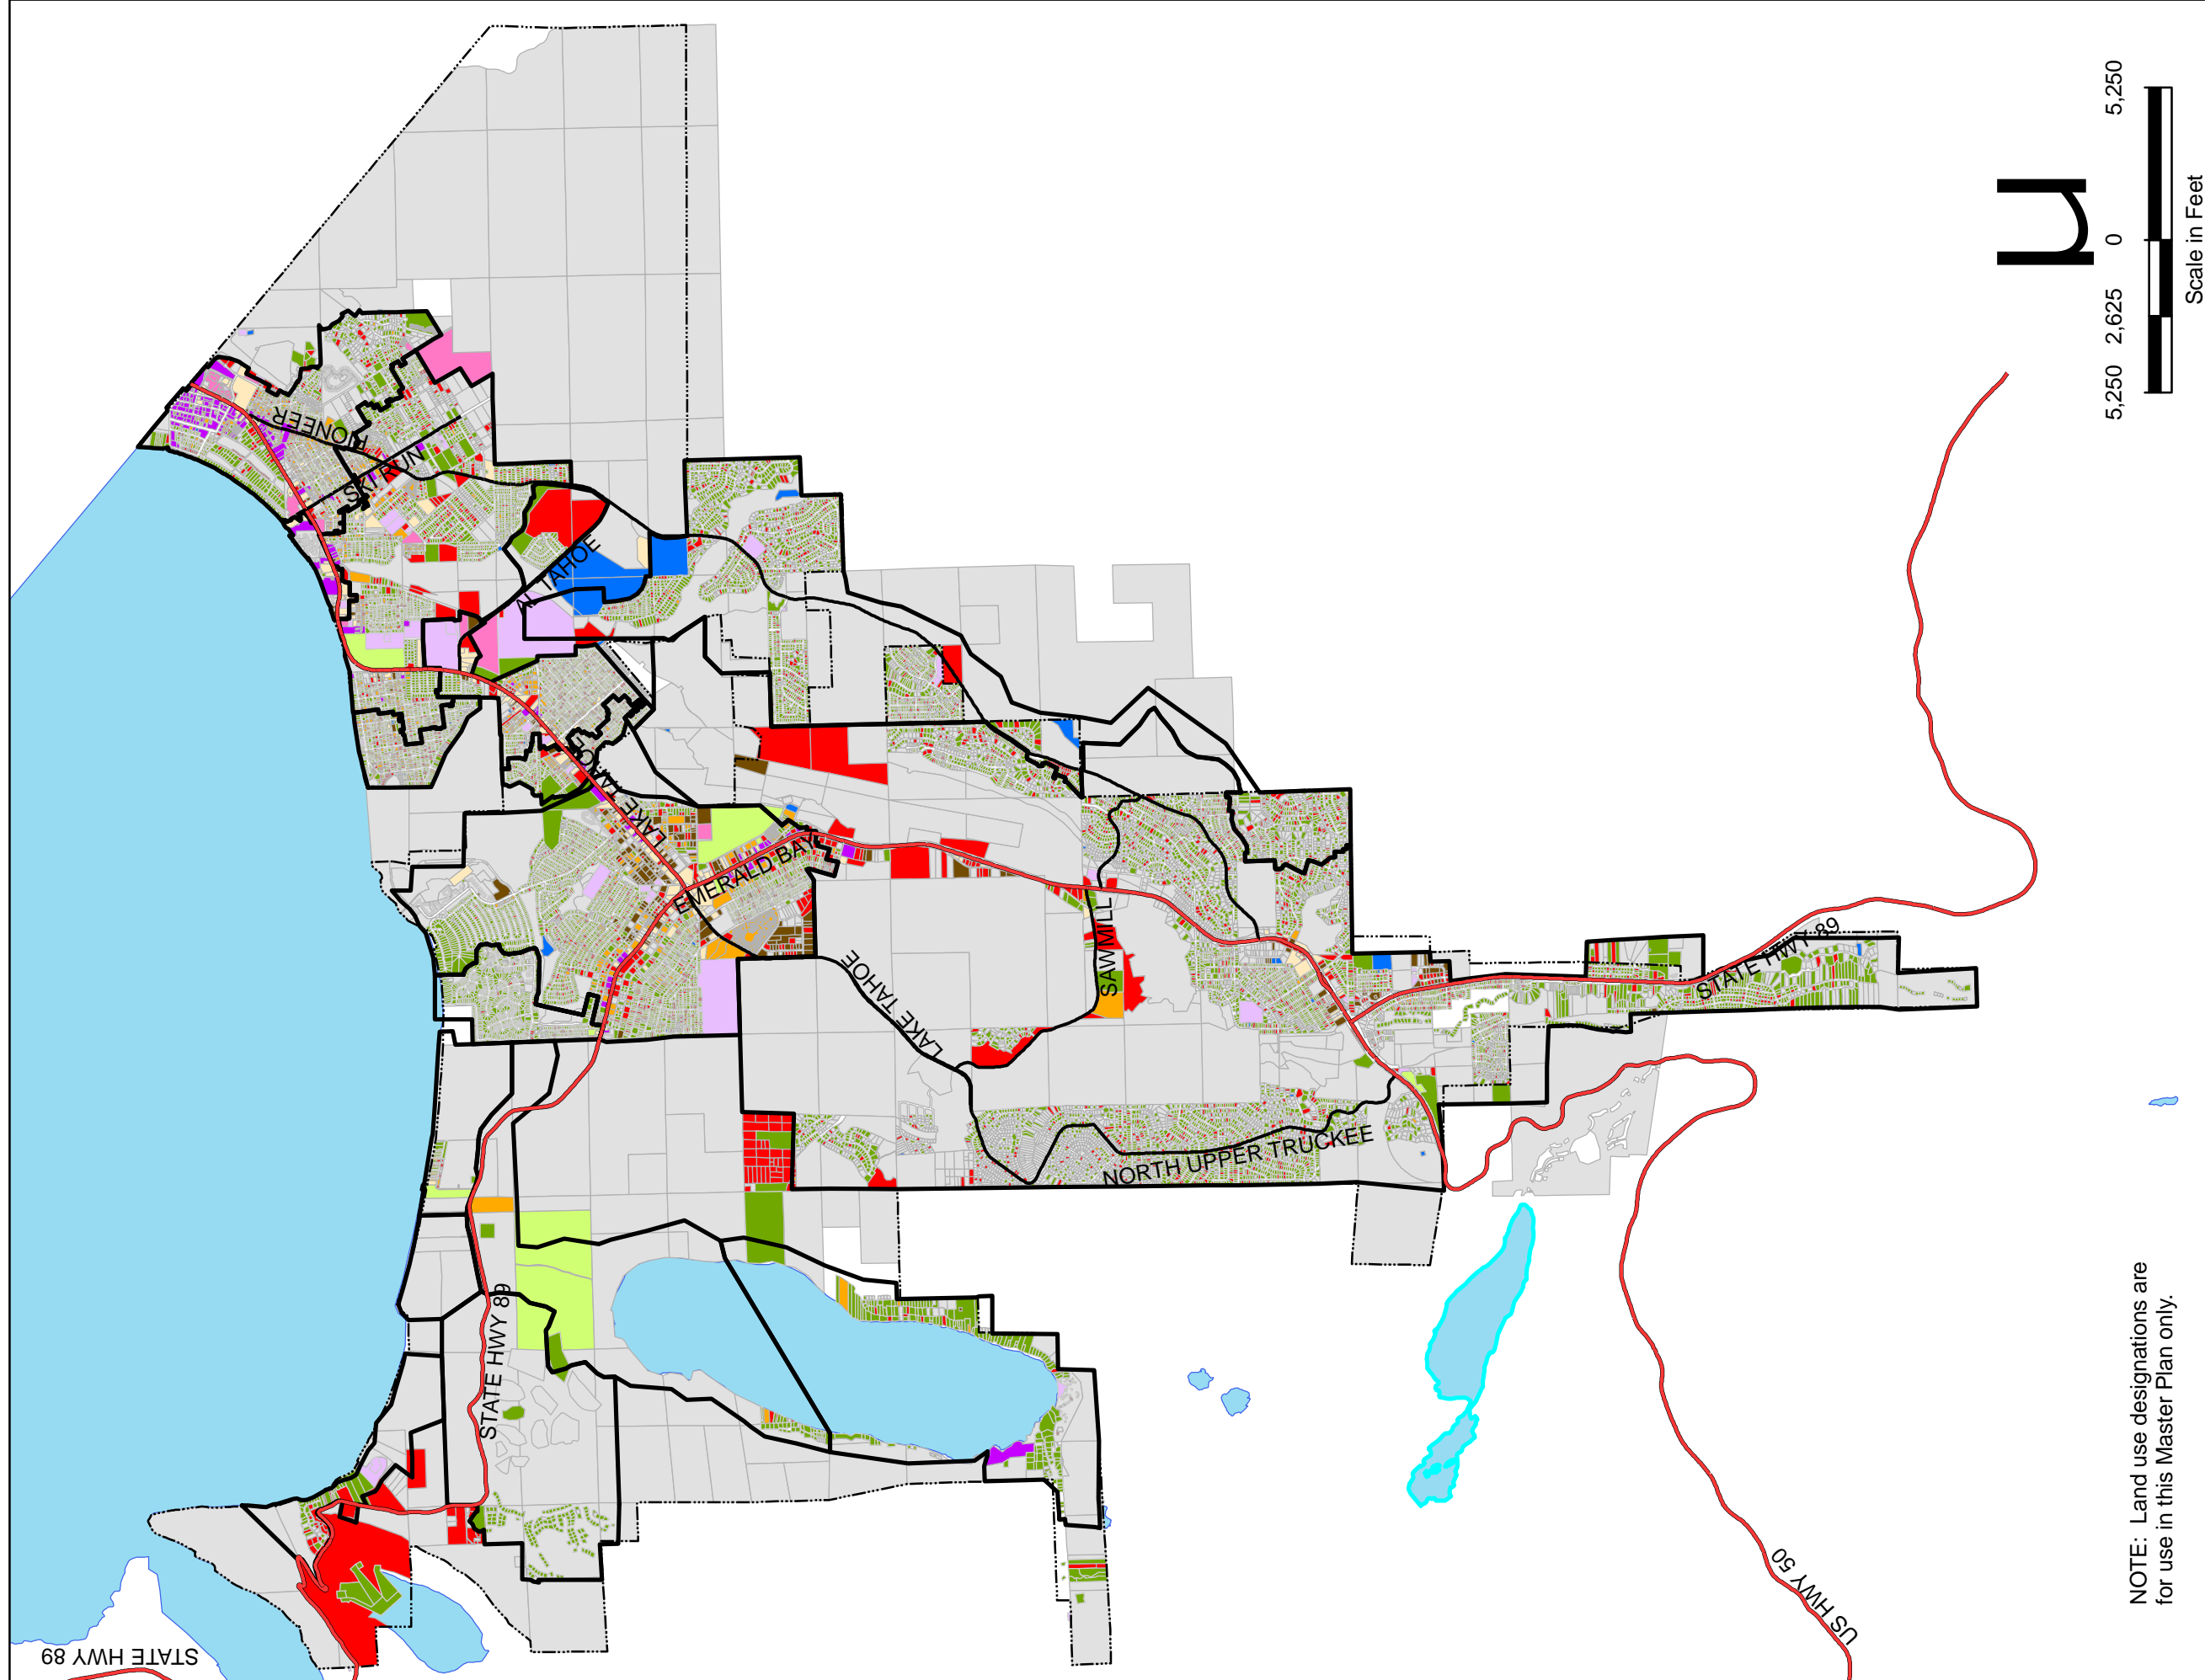 PIONEER
SKI RUN
AL TAHOE
LAKE TAHOE
EMERALD BAY
LAKE TAHOE
SAWMILL
NORTH UPPER TRUCKEE
STATE HWY 89
STATE HWY 89
STATE HWY 89
US HWY 50
µ
5,250 2,625 0 5,250
Scale in Feet
NOTE: Land use designations are
for use in this Master Plan only.